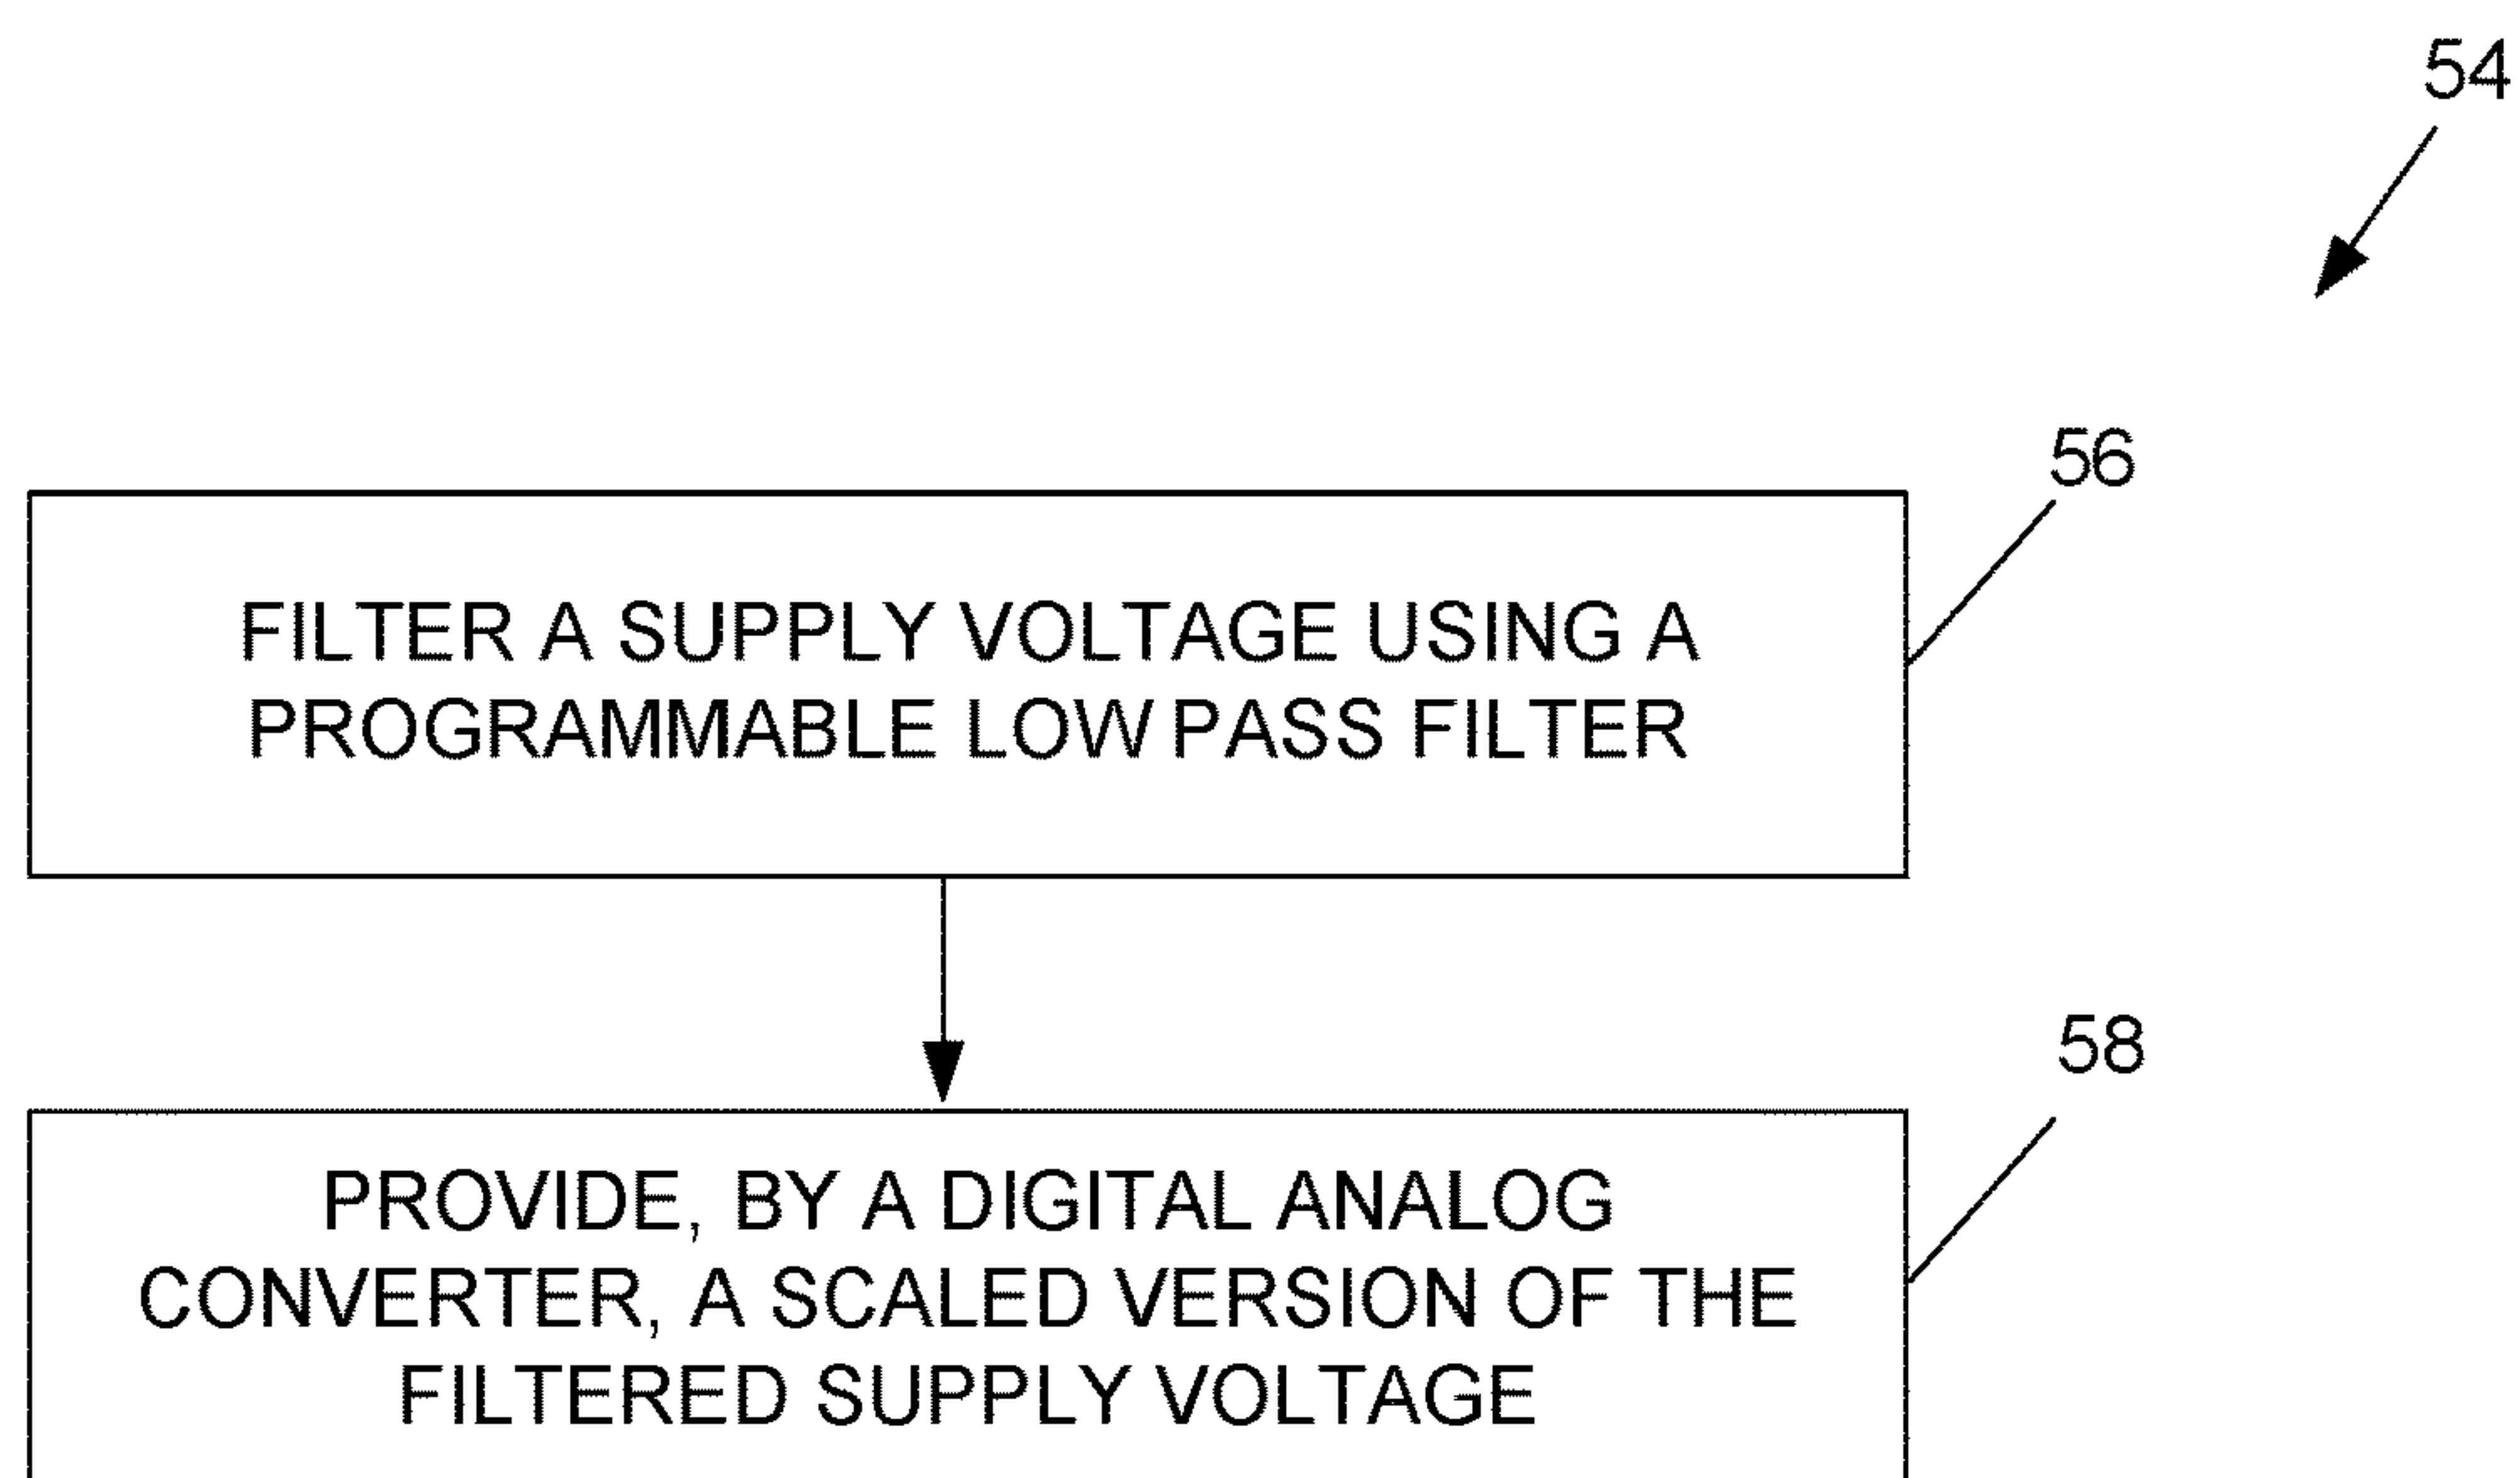 54
56
FILTER A SUPPLY VOLTAGE USING A
PROGRAMMABLE LOW PASS FILTER
58
PROVIDE, BY A DIGITAL ANALOG
CONVERTER, A SCALED VERSION OF THE
FILTERED SUPPLY VOLTAGE